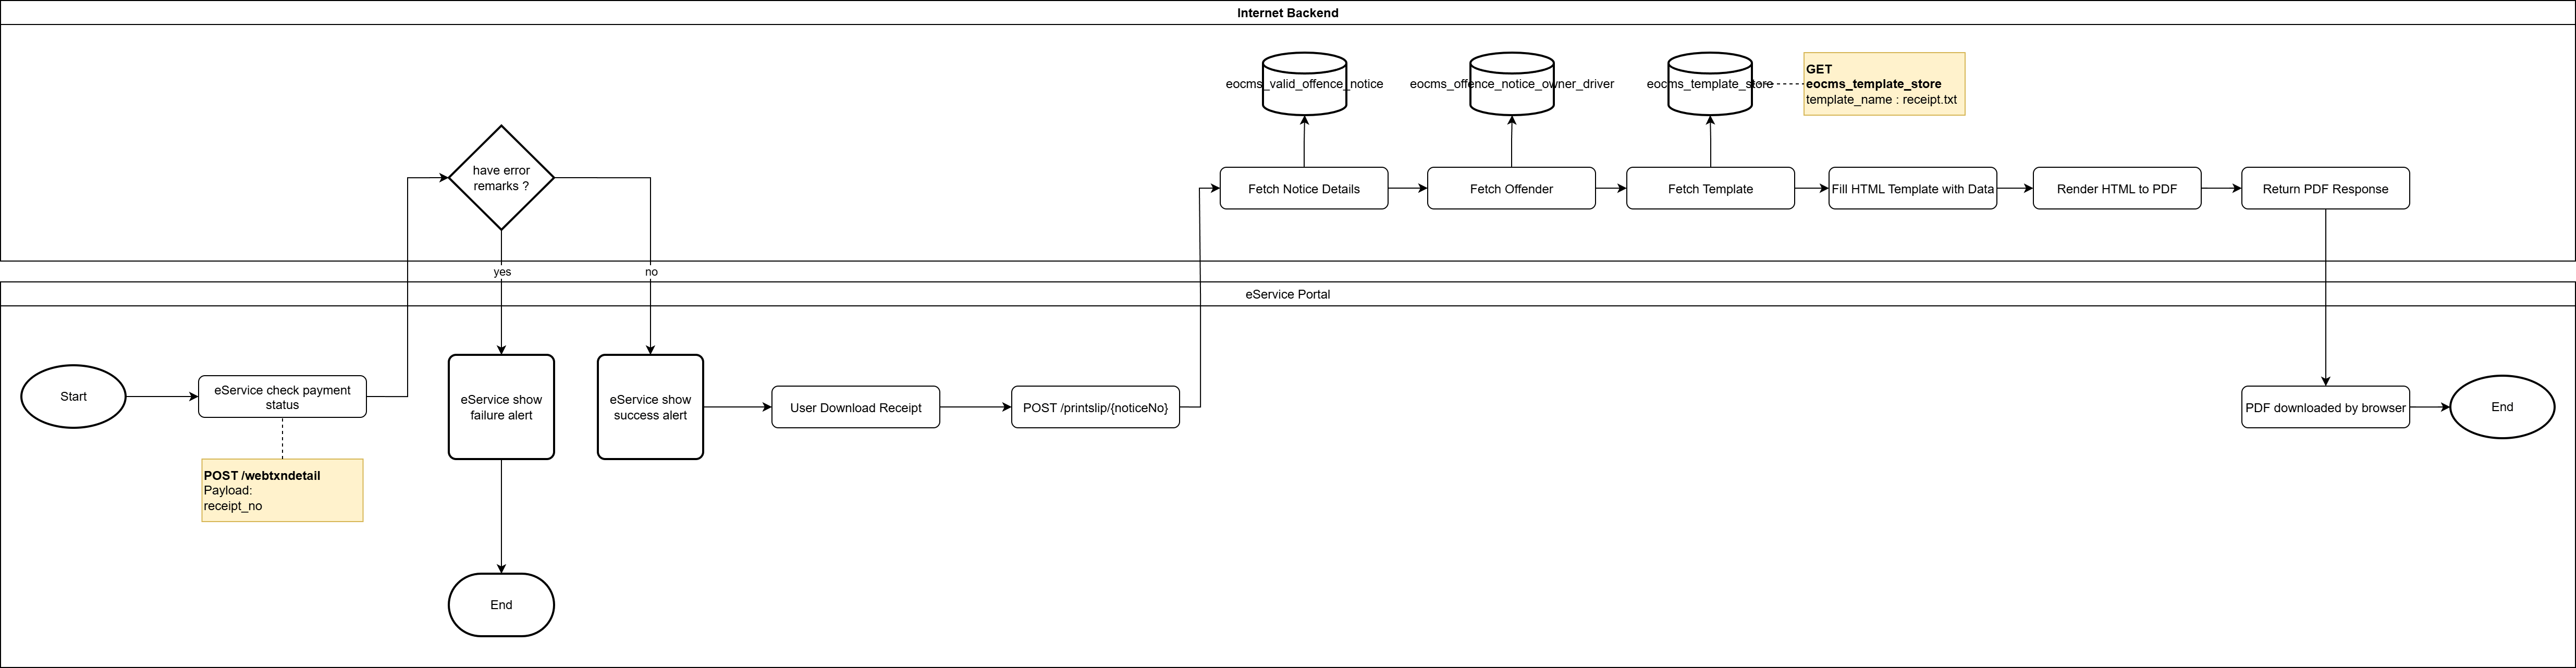 Internet Backend
eocms_valid_offence_notice
eocms_offence_notice_owner_driver
eocms_template_store
GET
eocms_template_store
template_name : receipt.txt
have error
remarks ?
Fetch Notice Details
Fetch Offender
Fetch Template
Fill HTML Template with Data
Render HTML to PDF
Return PDF Response
yes
no
eService Portal
Start
eService check payment
status
eService show
failure alert
eService show
success alert
User Download Receipt
POST /printslip/{noticeNo}
PDF downloaded by browser
End
POST /webtxndetail
Payload:
receipt_no
End